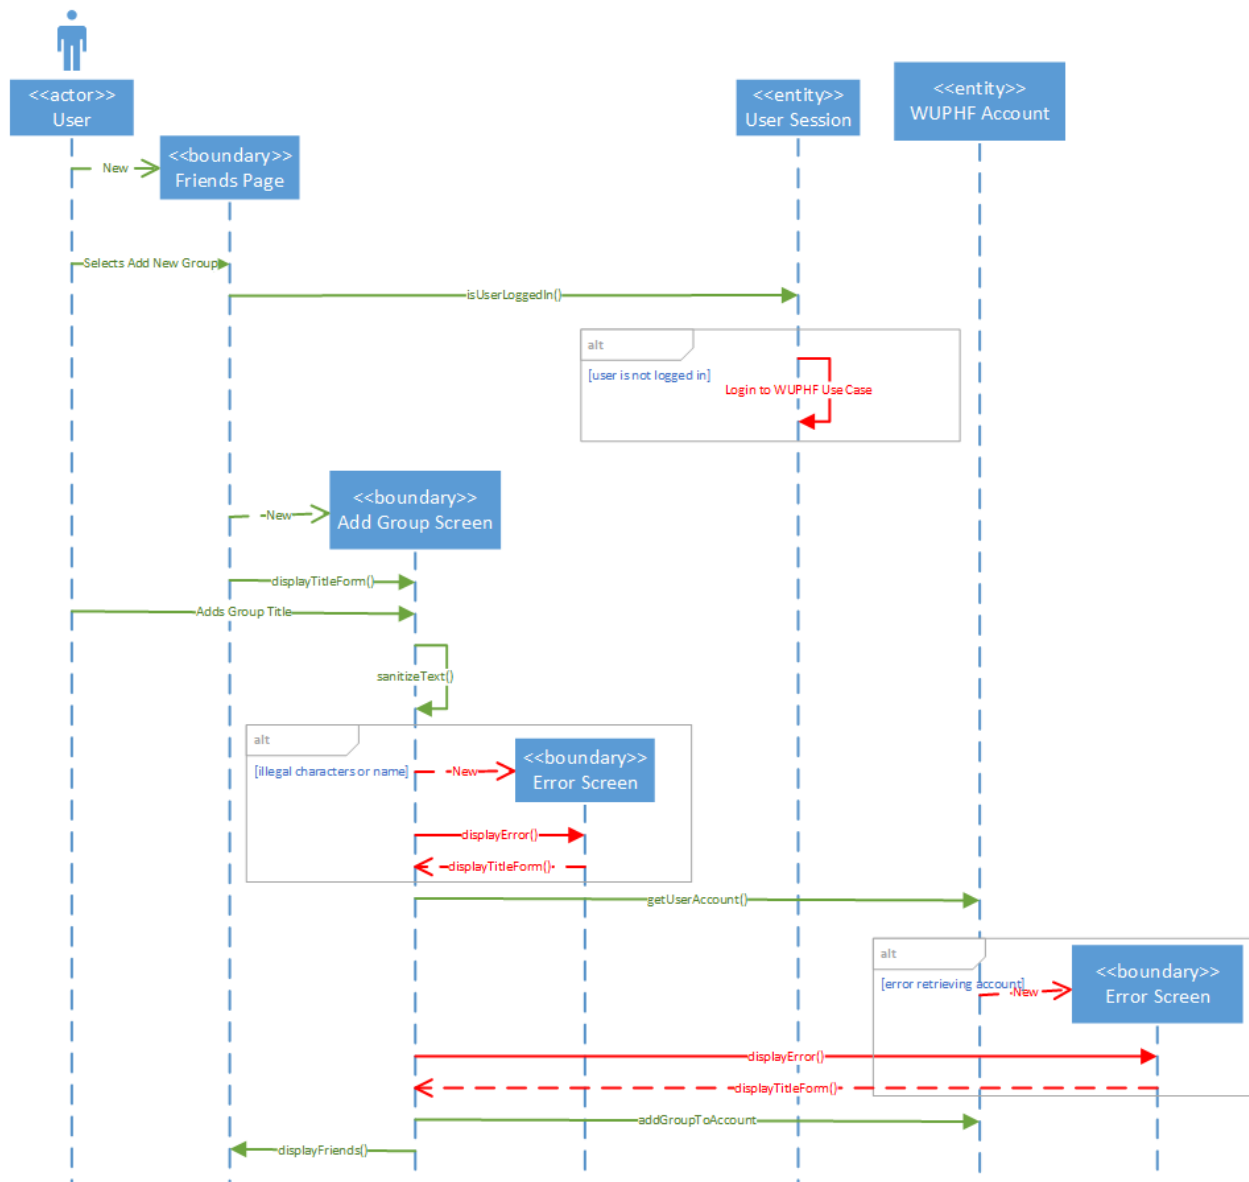 <<actor>>
User
<<entity>>
User Session
<<entity>>
WUPHF Account
<<boundary>>
Friends Page
New
Selects Add New Group
isUserLoggedIn()
alt
[user is not logged in]
Login to WUPHF Use Case
<<boundary>>
Add Group Screen
New
displayTitleForm()
Adds Group Title
sanitizeText()
alt
[illegal characters or name]
New
<<boundary>>
Error Screen
displayError()
displayTitleForm()
getUserAccount()
alt
[error retrieving account]
New
<<boundary>>
Error Screen
displayError()
displayTitleForm()
addGroupToAccount
displayFriends()